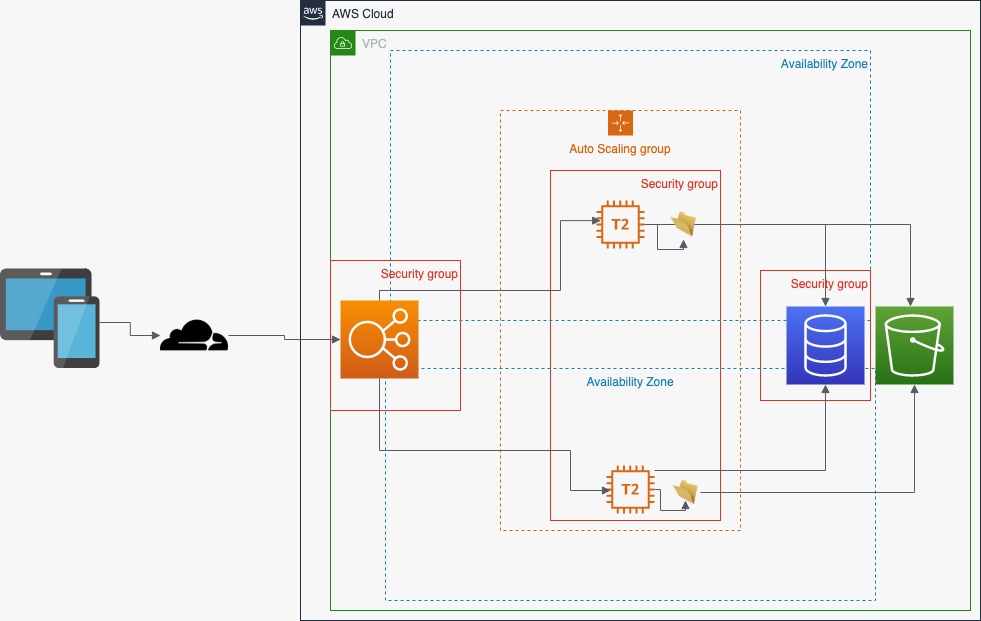 aws
AWS Cloud
VPC
Availability Zone
Auto Scaling group
Security group
T2
Security group
Security group
Availability Zone
T2